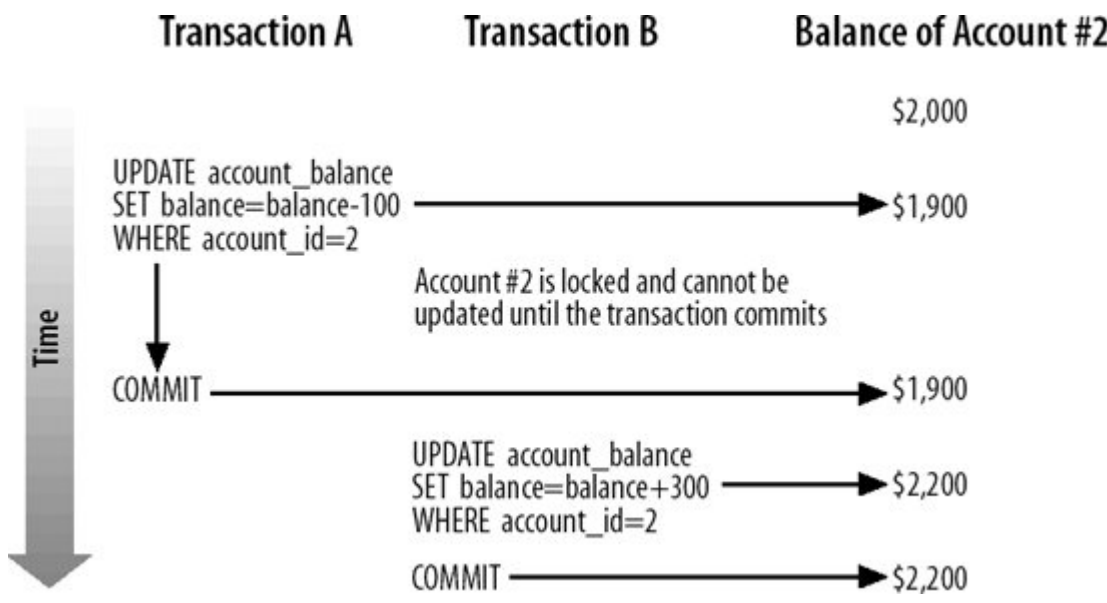 Transaction A Transaction B Balance of Account #2
$2,000
UPDATE account_balance
SET balance=balance-100 $1,900
WHERE account_id=2
Account #2 is locked and cannot be
updated until the transaction commits
Time
COMMIT $1,900
UPDATE account_balance
SET balance=balance+300 $2,200
WHERE account_id=2
COMMIT $2,200